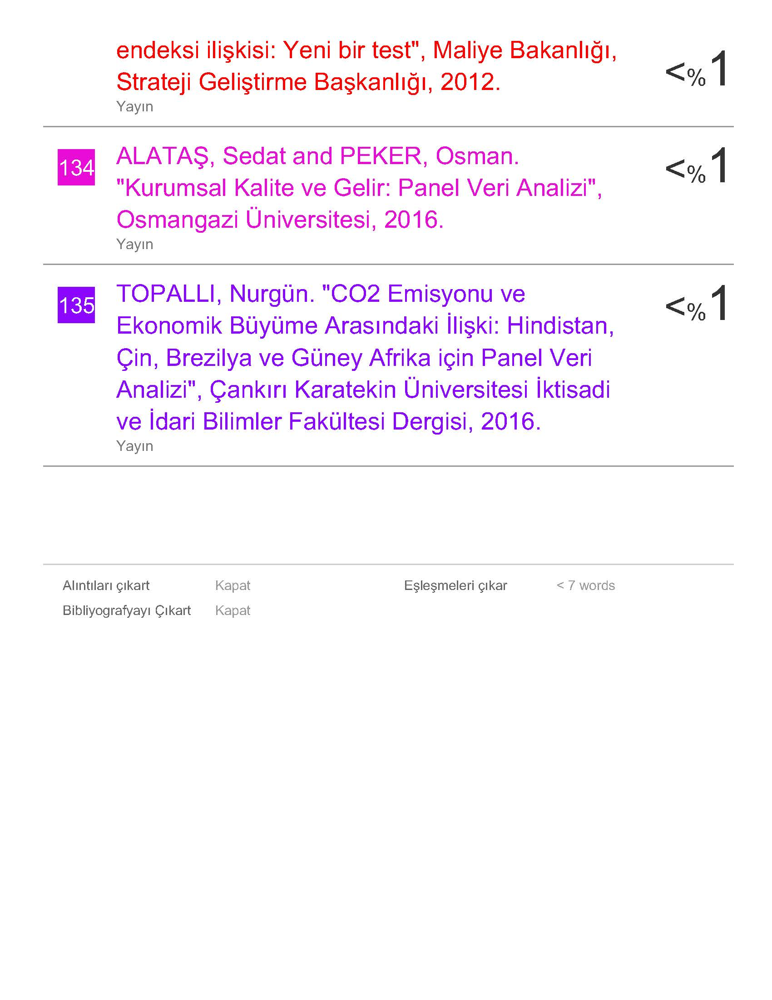 endeksi ilişkisi: Yeni bir test", Maliye Bakanlığı,
Strateji Geliştirme Başkanlığı, 2012.
Yayın
<%1
134
ALATAŞ, Sedat and PEKER, Osman.
"Kurumsal Kalite ve Gelir: Panel Veri Analizi",
Osmangazi Üniversitesi, 2016.
Yayın
<%1
135
TOPALLI, Nurgün. "CO2 Emisyonu ve
Ekonomik Büyüme Arasındaki İlişki: Hindistan,
Çin, Brezilya ve Güney Afrika için Panel Veri
Analizi", Çankırı Karatekin Üniversitesi İktisadi
ve İdari Bilimler Fakültesi Dergisi, 2016.
Yayın
<%1
Alıntıları çıkart Kapat Eşleşmeleri çıkar < 7 words
Bibliyografyayı Çıkart Kapat